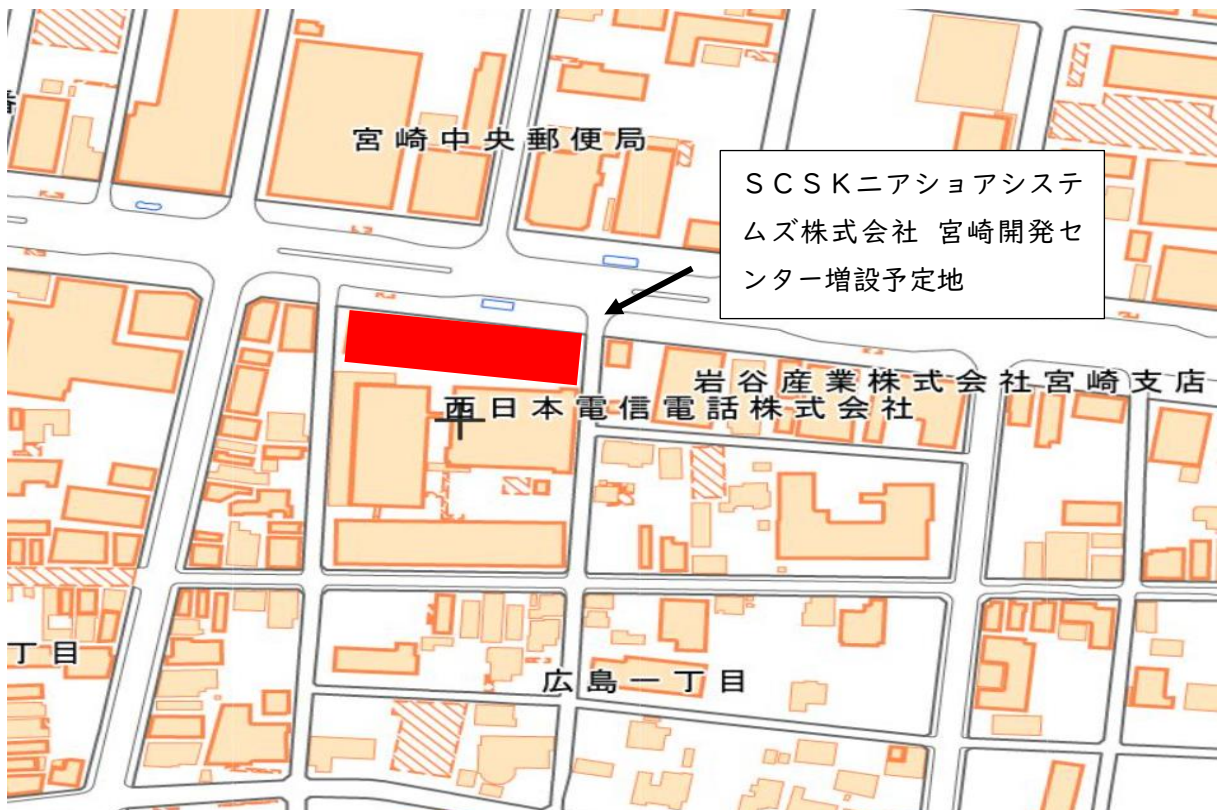 宮崎中央郵便局
SCSKニアショアシステ
ムズ株式会社 宮崎開発セ
ンター増設予定地
岩谷産業株式会社宮崎支店
西日本電信電話株式会社
丁目
広島一丁目